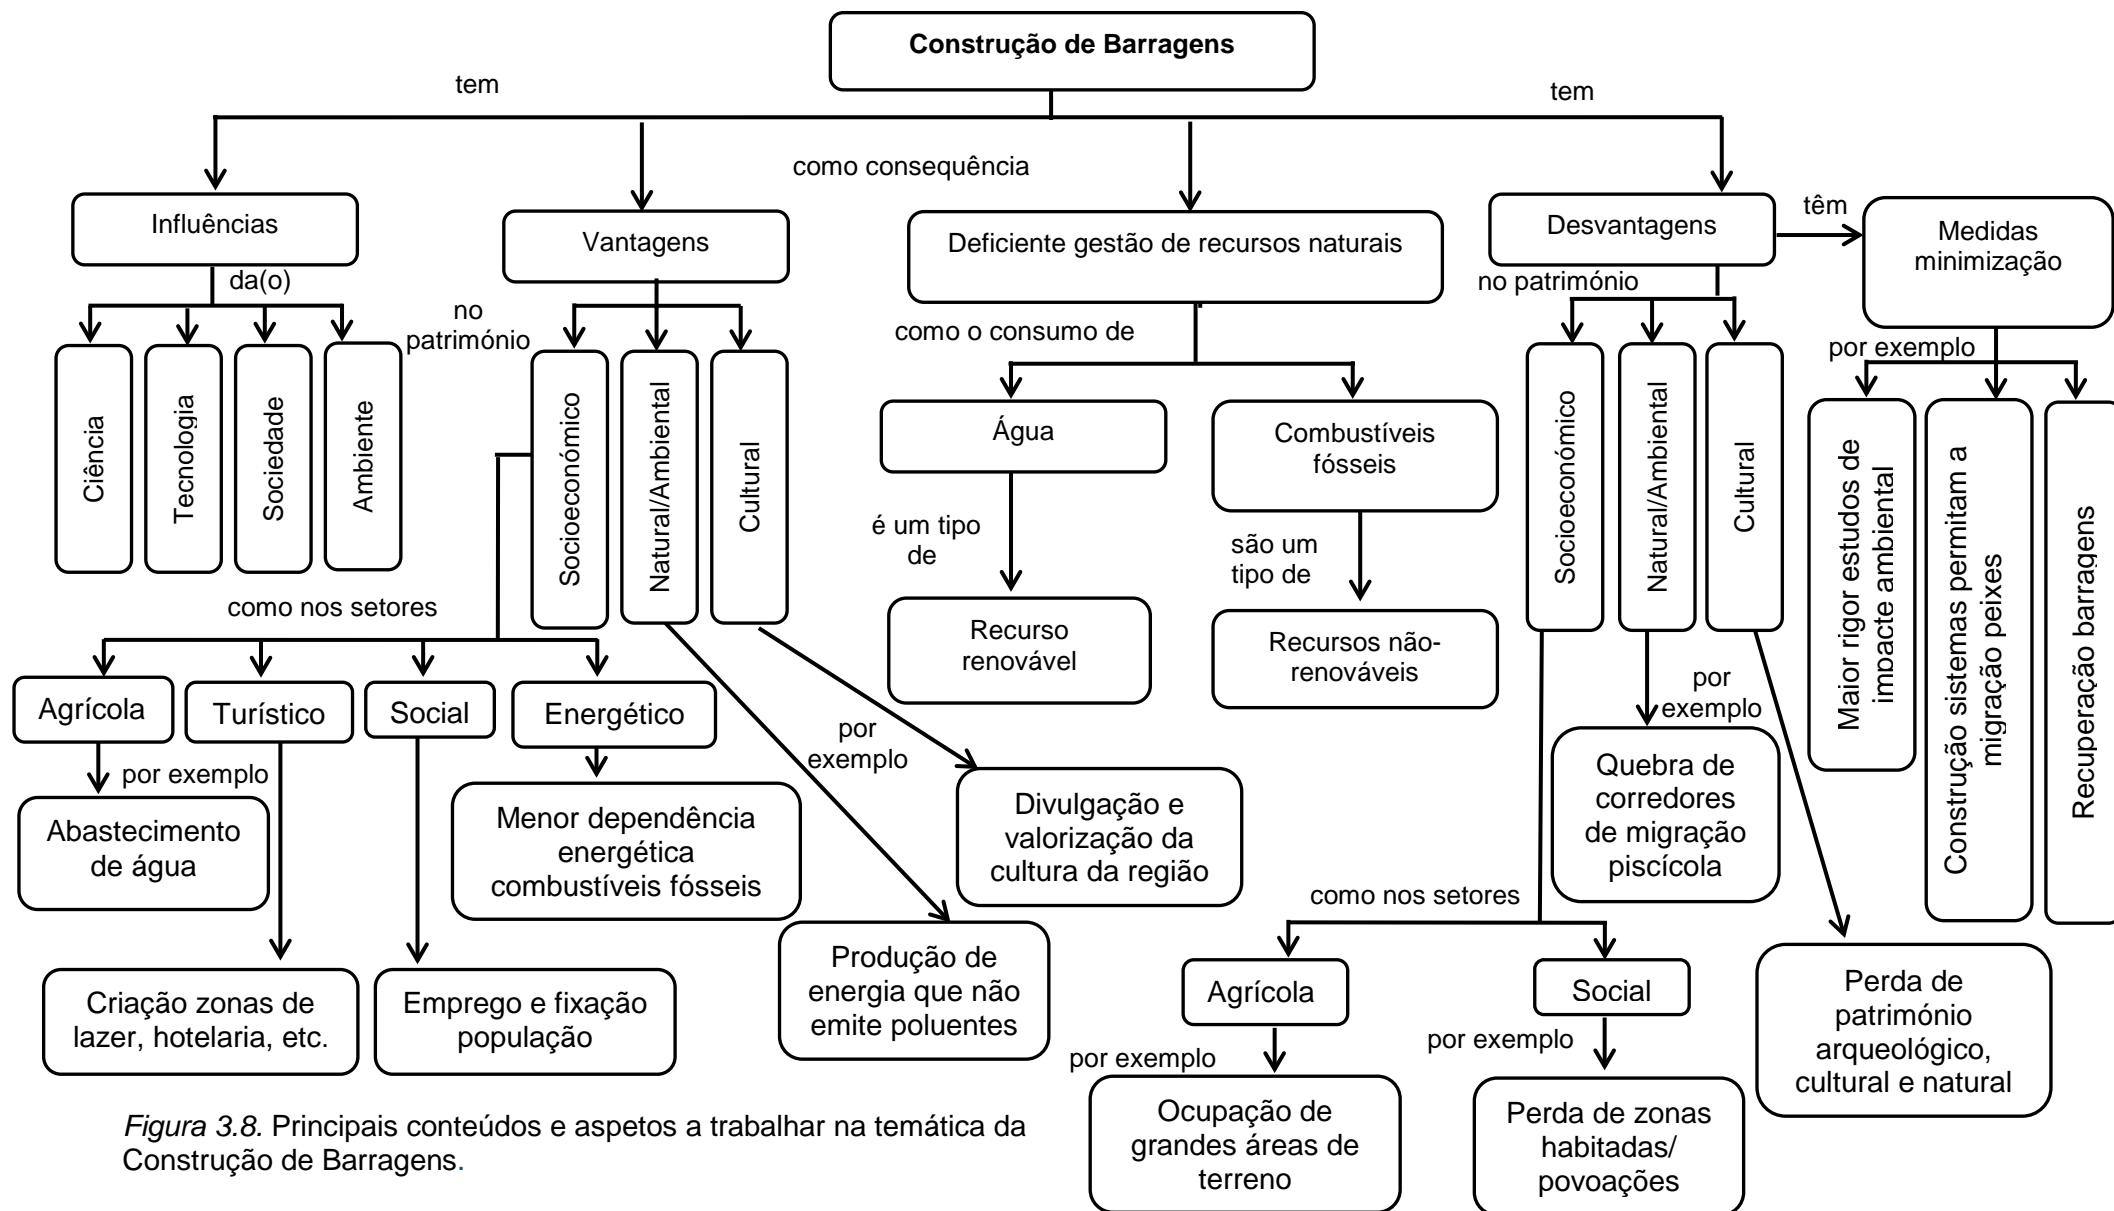 Construção de Barragens
tem
tem
como consequência
Influências
Vantagens
Deficiente gestão de recursos naturais
Desvantagens
têm
Medidas
minimização
da(o)
no
património
como o consumo de
no património
por exemplo
Ciência
Tecnologia
Sociedade
Ambiente
Socioeconómico
Natural/Ambiental
Cultural
Água
Combustíveis
fósseis
Socioeconómico
Natural/Ambiental
Cultural
Maior rigor estudos de
impacte ambiental
Construção sistemas permitam a
migração peixes
Recuperação barragens
é um tipo
de
são um
tipo de
como nos setores
Recurso
renovável
Recursos não-
renováveis
Agrícola
Turístico
Social
Energético
por
exemplo
por
exemplo
por exemplo
Abastecimento
de água
Menor dependência
energética
combustíveis fósseis
Divulgação e
valorização da
cultura da região
Quebra de
corredores
de migração
piscícola
como nos setores
Criação zonas de
lazer, hotelaria, etc.
Emprego e fixação
população
Produção de
energia que não
emite poluentes
Agrícola
Social
Perda de
património
arqueológico,
cultural e natural
por exemplo
por exemplo
Ocupação de
grandes áreas de
terreno
Perda de zonas
habitadas/
povoações
Figura 3.8. Principais conteúdos e aspetos a trabalhar na temática da
Construção de Barragens.